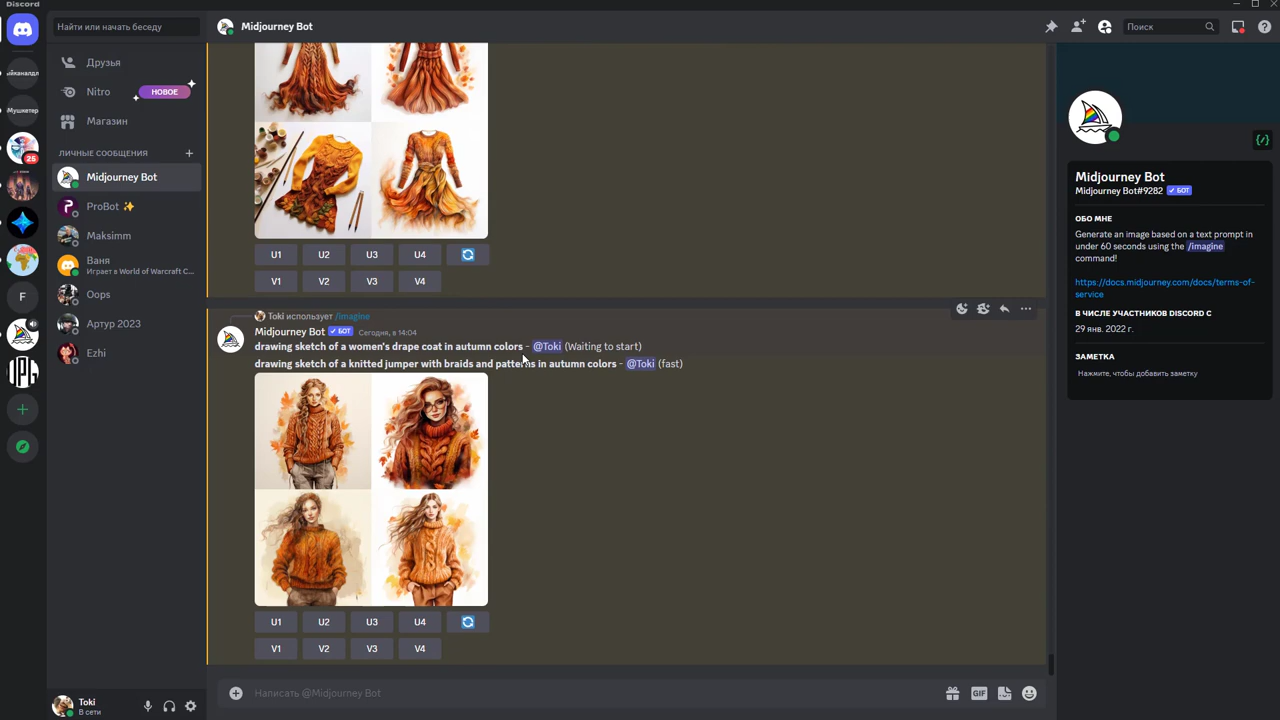 Discord
Найти или начать беседу
Midjourney Bot
Поиск
Мушкетер
26
F
Друзья
Nitro
НОВОЕ
Магазин
ЛИЧНЫЕ СООБЩЕНИЯ
Midjourney Bot
ProBot ✨
Maksimm
Ваня
Играет в World of Warcraft C...
Oops
Артур 2023
Ezhi
U1 U2 U3 U4
V1 V2 V3 V4
Toki использует /imagine
Midjourney Bot ✓ БОТ Сегодня, в 14:04
drawing sketch of a women's drape coat in autumn colors - @Toki (Waiting to start)
drawing sketch of a knitted jumper with braids and patterns in autumn colors - @Toki (fast)
U1 U2 U3 U4
V1 V2 V3 V4
Написать @Midjourney Bot
GIF
Toki
В сети
Midjourney Bot
Midjourney Bot#9282 ✓ БОТ
ОБО МНЕ
Generate an image based on a text prompt in
under 60 seconds using the /imagine
command!
https://docs.midjourney.com/docs/terms-of-
service
В ЧИСЛЕ УЧАСТНИКОВ DISCORD С
29 янв. 2022 г.
ЗАМЕТКА
Нажмите, чтобы добавить заметку